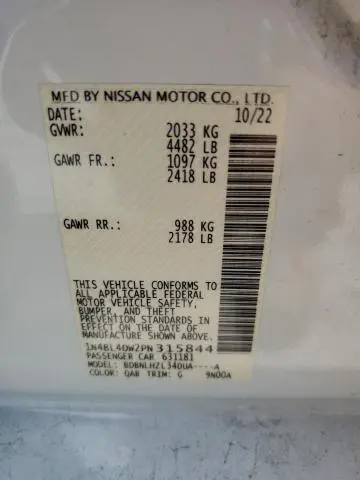 MFD BY NISSAN MOTOR CO., LTD.
DATE: 10/22
GVWR: 2033 KG
4482 LB
GAWR FR.: 1097 KG
2418 LB
GAWR RR.: 988 KG
2178 LB
THIS VEHICLE CONFORMS TO
ALL APPLICABLE FEDERAL
MOTOR VEHICLE SAFETY,
BUMPER, AND THEFT
PREVENTION STANDARDS
IN EFFECT ON THE DATE OF
MANUFACTURE SHOWN ABOVE.
1N4BL4DW2PN315844
PASSENGER CAR 631181
MODEL: BDBNLHZL34DUA----A
COLOR: QAB TRIM: G 9N00A